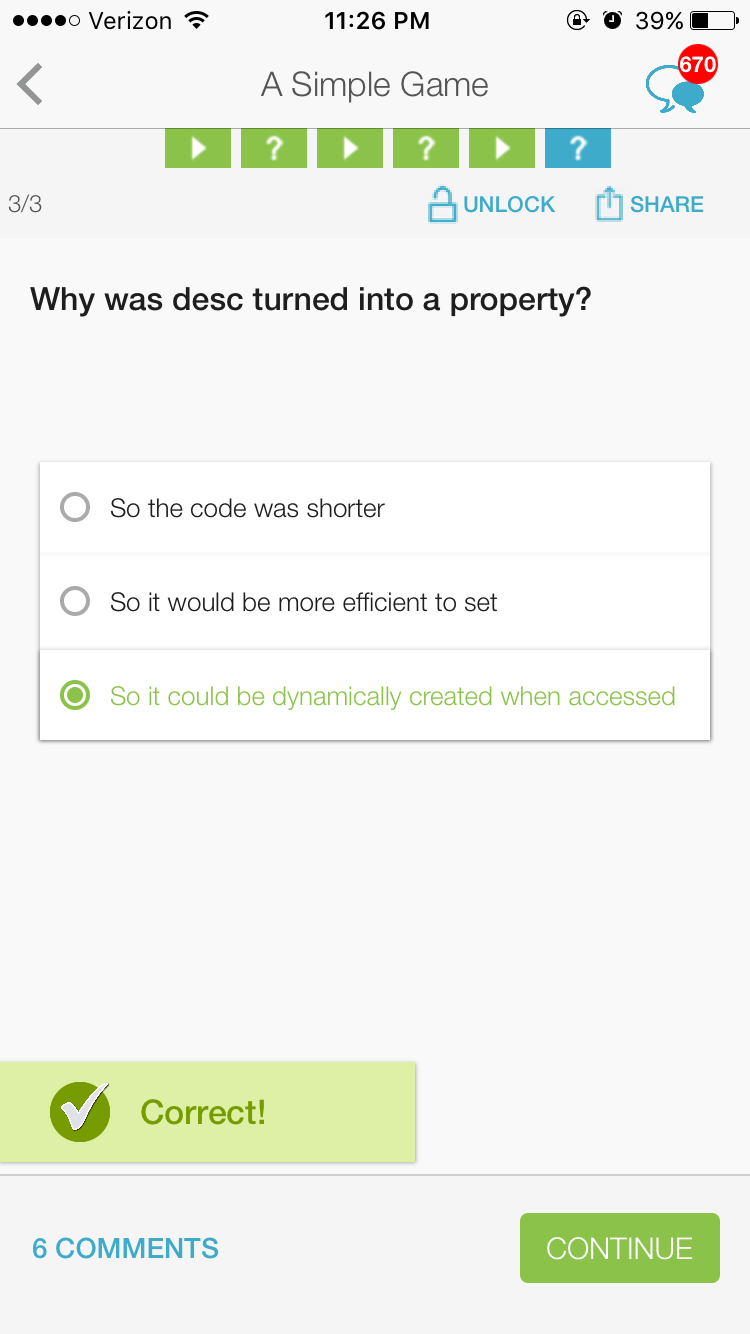 Verizon 11:26 PM 39%
A Simple Game 670
? ? ?
3/3 UNLOCK SHARE
Why was desc turned into a property?
So the code was shorter
So it would be more efficient to set
So it could be dynamically created when accessed
Correct!
6 COMMENTS CONTINUE